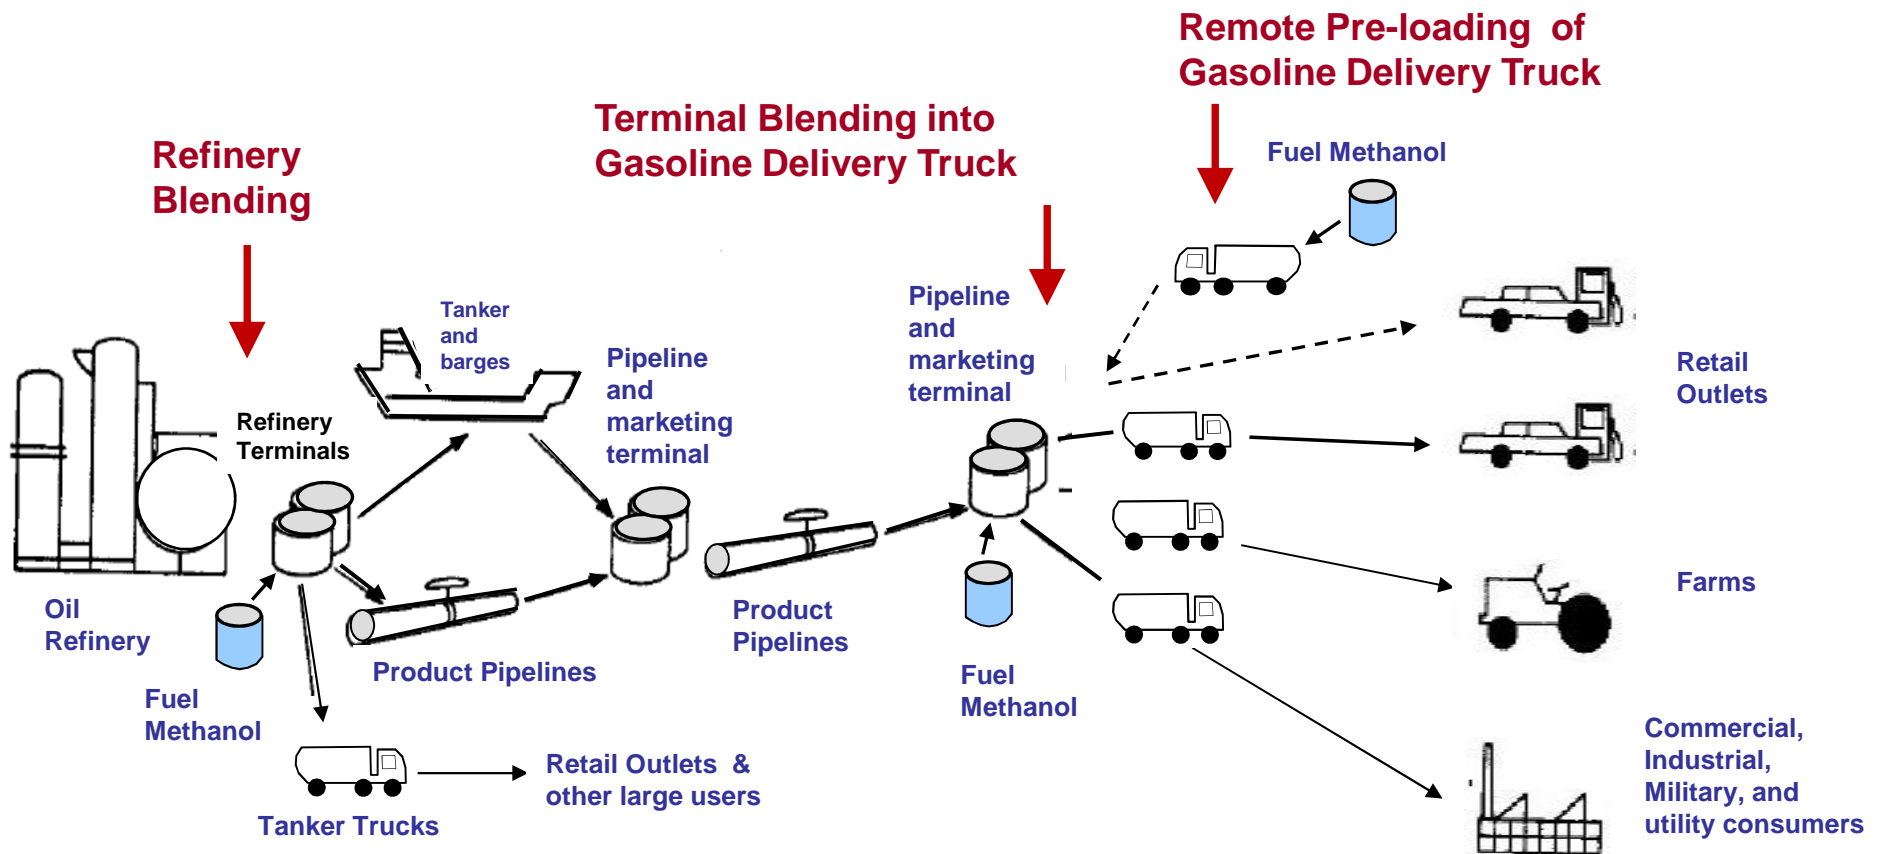 Remote Pre-loading of
Gasoline Delivery Truck
Terminal Blending into
Gasoline Delivery Truck
Refinery
Blending
Fuel Methanol
Tanker
and
barges
Pipeline
and
marketing
terminal
Pipeline
and
marketing
terminal
Retail
Outlets
Refinery
Terminals
Oil
Refinery
Product
Pipelines
Farms
Product Pipelines
Fuel
Methanol
Fuel
Methanol
Retail Outlets &
other large users
Tanker Trucks
Commercial,
Industrial,
Military, and
utility consumers